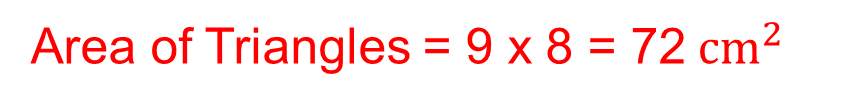 Area of Triangles = 9 x 8 = 72 cm²